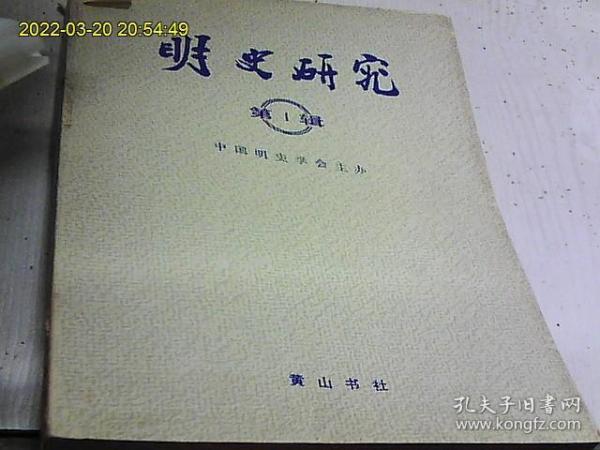 2022-03-20 20:54:49
明史研究
第1辑
中国明史学会主办
黄山书社
孔夫子旧书网
www.kongfz.com